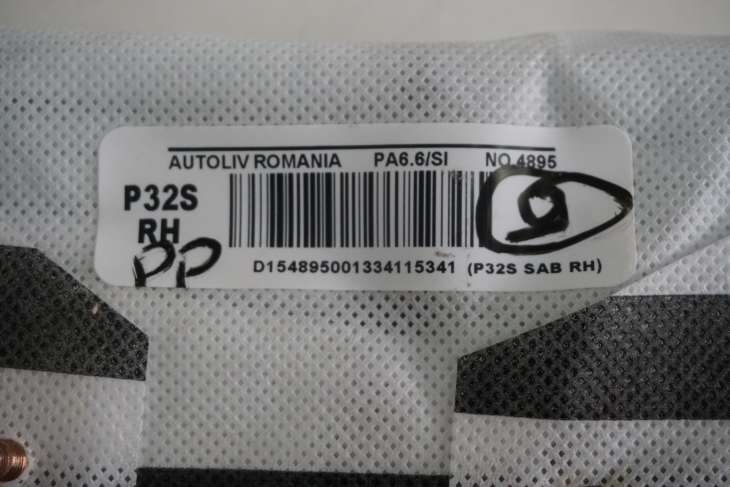 AUTOLIV ROMANIA PA6.6/SI NO.4895
P32S
RH
PP
9
D154895001334115341 (P32S SAB RH)